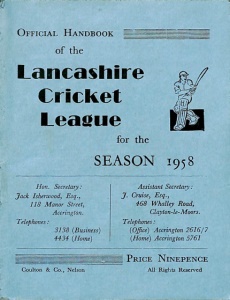 OFFICIAL HANDBOOK
of the
Lancashire
Cricket
League
for the
SEASON 1958
Hon. Secretary:
Jack Isherwood, Esq.,
118 Manor Street,
Accrington.
Telephones:
3138 (Business)
4434 (Home)
Assistant Secretary:
J. Cruise, Esq.,
468 Whalley Road,
Clayton-le-Moors.
Telephones:
(Office) Accrington 2616/7
(Home) Accrington 5761
Coulton & Co., Nelson
PRICE NINEPENCE
All Rights Reserved